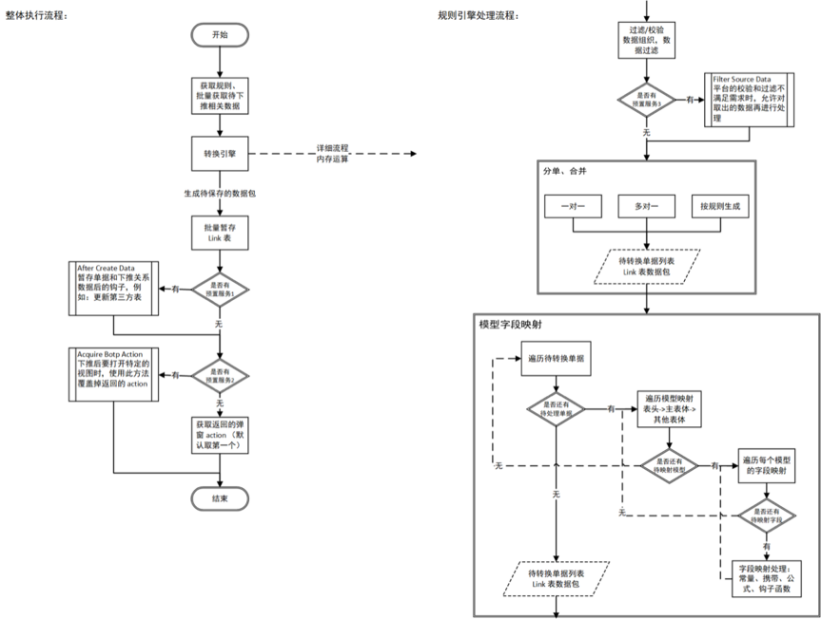 整体执行流程：
开始
获取规则、
批量获取待下
推相关数据
转换引擎
详细流程
内存运算
生成待保存的数据包
批量暂存
Link 表
是否有
预置服务1
有
After Create Data
暂存单据和下推关系
数据后的钩子，例
如：更新第三方表
无
是否有
预置服务2
有
Acquire Botp Action
下推后要打开特定的
视图时，使用此方法
覆盖掉返回的 action
无
获取返回的弹
窗 action（默
认取第一个）
结束
规则引擎处理流程：
过滤/校验
数据组织，数
据过滤
是否有
预置服务3
有
Filter Source Data
平台的校验和过滤不
满足需求时，允许对
取出的数据再进行处
理
无
分单、合并
一对一
多对一
按规则生成
待转换单据列表
Link 表数据包
模型字段映射
遍历待转换单据
是否还有
待处理单据
有
遍历模型映射
表头->主表体->
其他表体
无
是否还有
待映射模型
有
遍历每个模型
的字段映射
无
无
是否还有
待映射字段
有
字段映射处理：
常量、携带、公
式、钩子函数
待转换单据列表
Link 表数据包